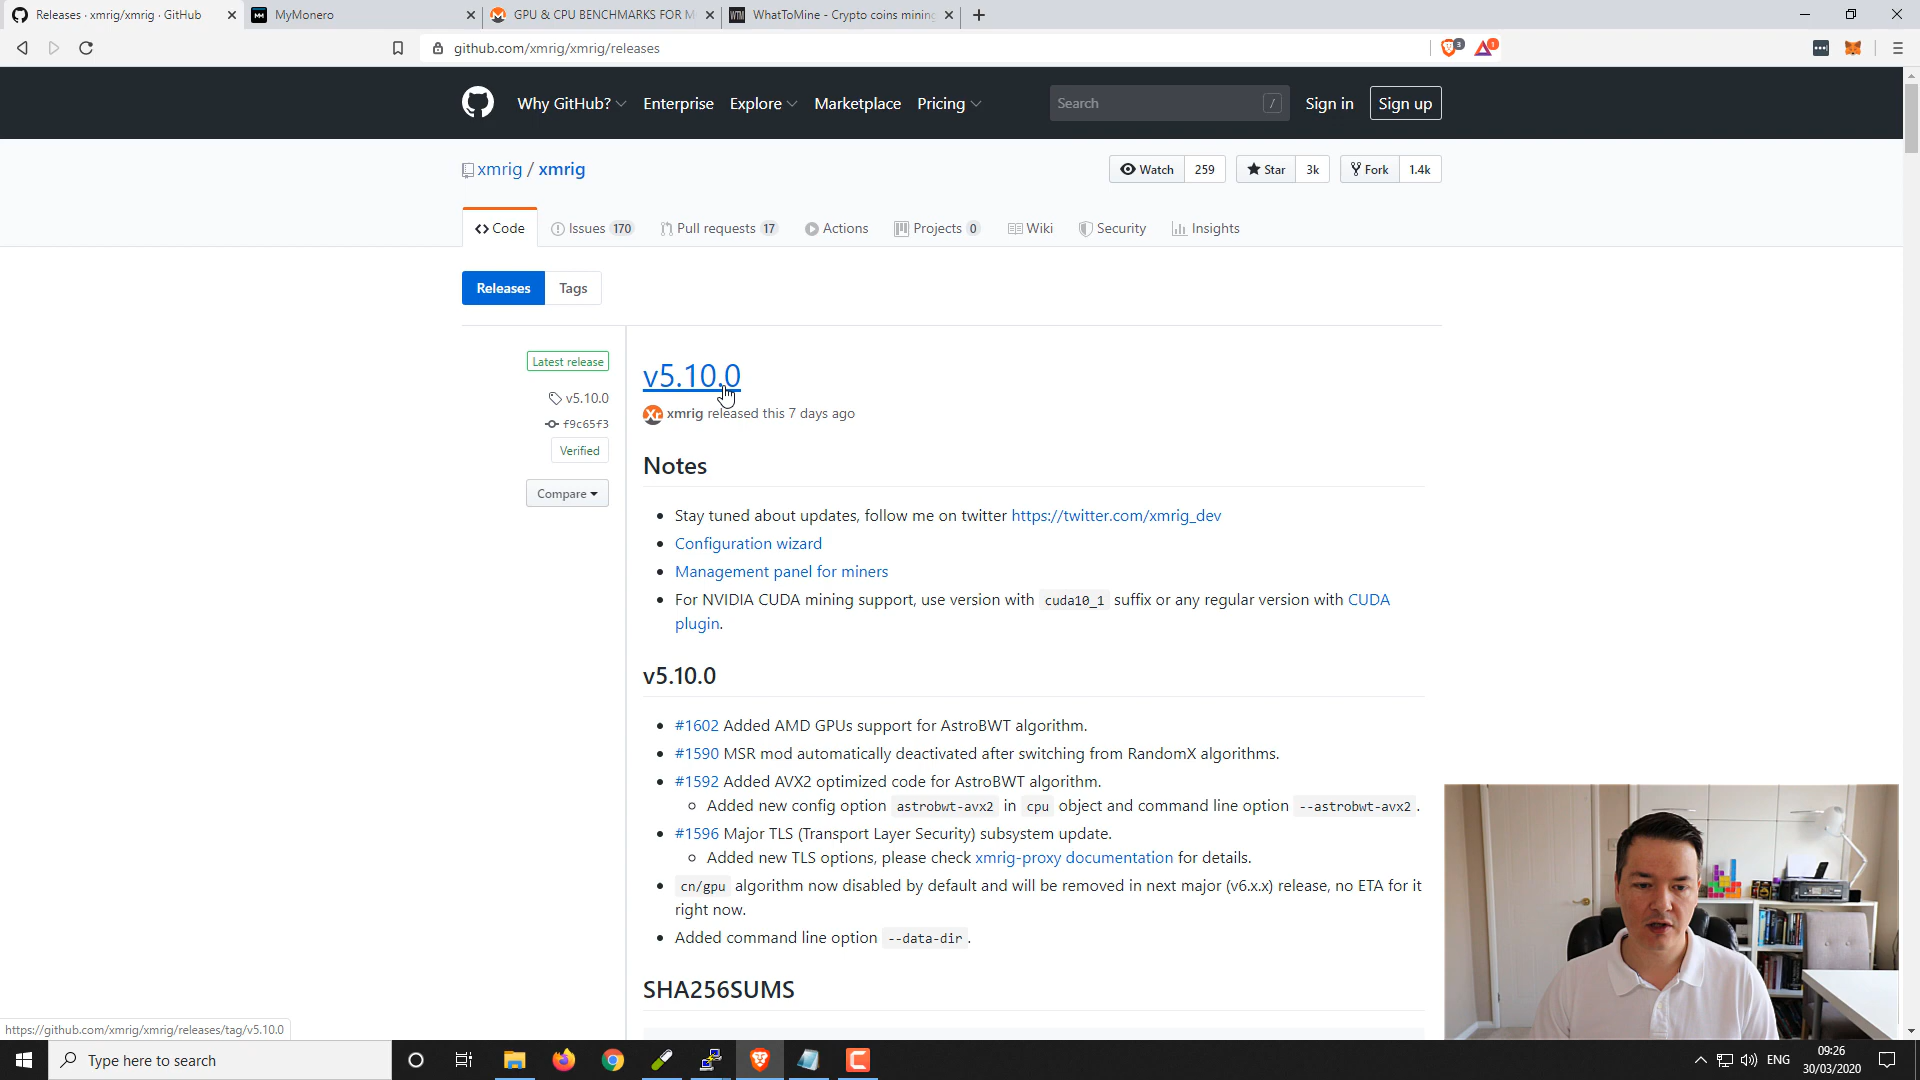 Releases · xmrig/xmrig · GitHub
MyMonero
GPU & CPU BENCHMARKS FOR M
WhatToMine - Crypto coins mining
github.com/xmrig/xmrig/releases
3
1
Why GitHub?
Enterprise
Explore
Marketplace
Pricing
Search
/
Sign in
Sign up
xmrig / xmrig
Watch 259
Star 3k
Fork 1.4k
Code
Issues 170
Pull requests 17
Actions
Projects 0
Wiki
Security
Insights
Releases
Tags
Latest release
v5.10.0
f9c65f3
Verified
Compare
v5.10.0
xmrig released this 7 days ago
Notes
Stay tuned about updates, follow me on twitter https://twitter.com/xmrig_dev
Configuration wizard
Management panel for miners
For NVIDIA CUDA mining support, use version with cuda10_1 suffix or any regular version with CUDA
plugin.
v5.10.0
#1602 Added AMD GPUs support for AstroBWT algorithm.
#1590 MSR mod automatically deactivated after switching from RandomX algorithms.
#1592 Added AVX2 optimized code for AstroBWT algorithm.
Added new config option astrobwt-avx2 in cpu object and command line option --astrobwt-avx2 .
#1596 Major TLS (Transport Layer Security) subsystem update.
Added new TLS options, please check xmrig-proxy documentation for details.
cn/gpu algorithm now disabled by default and will be removed in next major (v6.x.x) release, no ETA for it
right now.
Added command line option --data-dir .
SHA256SUMS
https://github.com/xmrig/xmrig/releases/tag/v5.10.0
Type here to search
ENG
09:26
30/03/2020